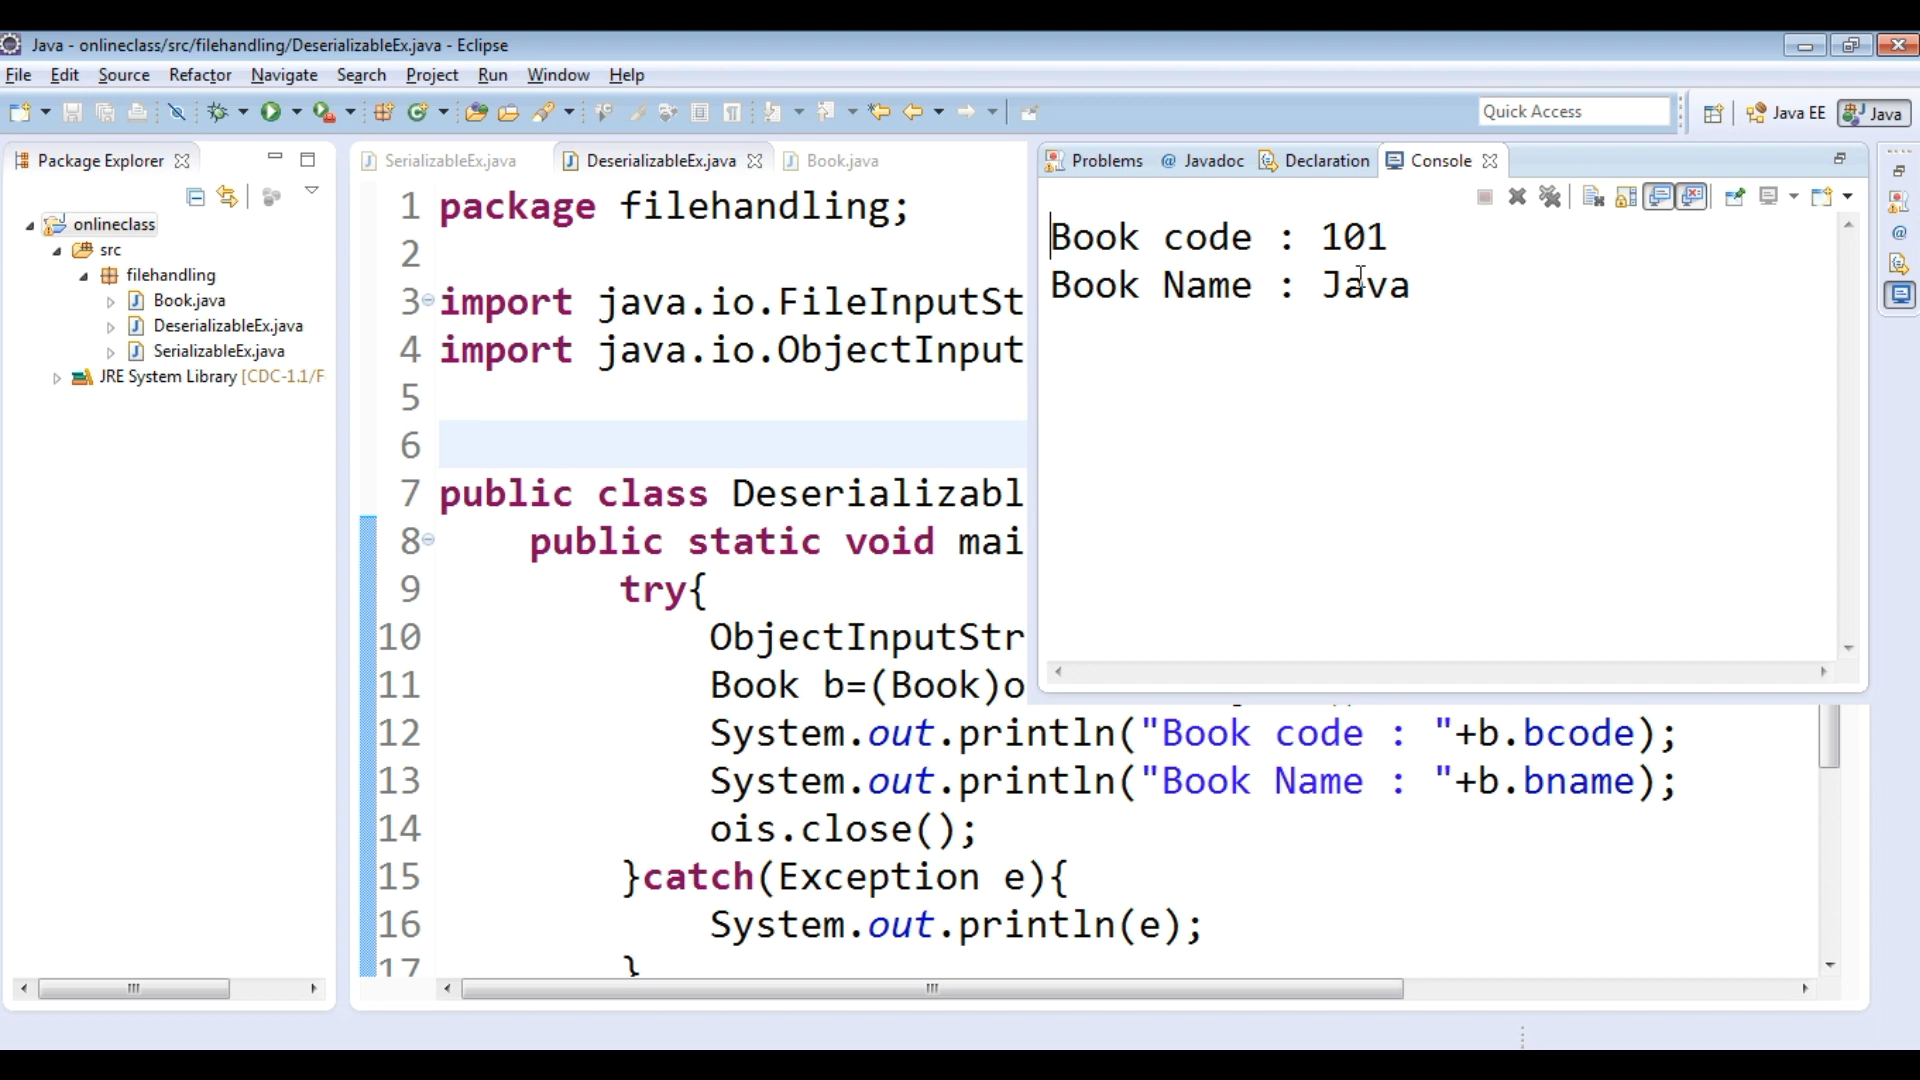 Java - onlineclass/src/filehandling/DeserializableEx.java - Eclipse
File Edit Source Refactor Navigate Search Project Run Window Help
Quick Access
Java EE
Java
Package Explorer
onlineclass
src
filehandling
Book.java
DeserializableEx.java
SerializableEx.java
JRE System Library [CDC-1.1/F
SerializableEx.java
DeserializableEx.java
Book.java
1 package filehandling;
2
3 import java.io.FileInputSt
4 import java.io.ObjectInput
5
6
7 public class Deserializabl
8 public static void mai
9 try{
10 ObjectInputStr
11 Book b=(Book)o
12 System.out.println("Book code : "+b.bcode);
13 System.out.println("Book Name : "+b.bname);
14 ois.close();
15 }catch(Exception e){
16 System.out.println(e);
17 }
Problems @ Javadoc Declaration Console
Book code : 101
Book Name : Java